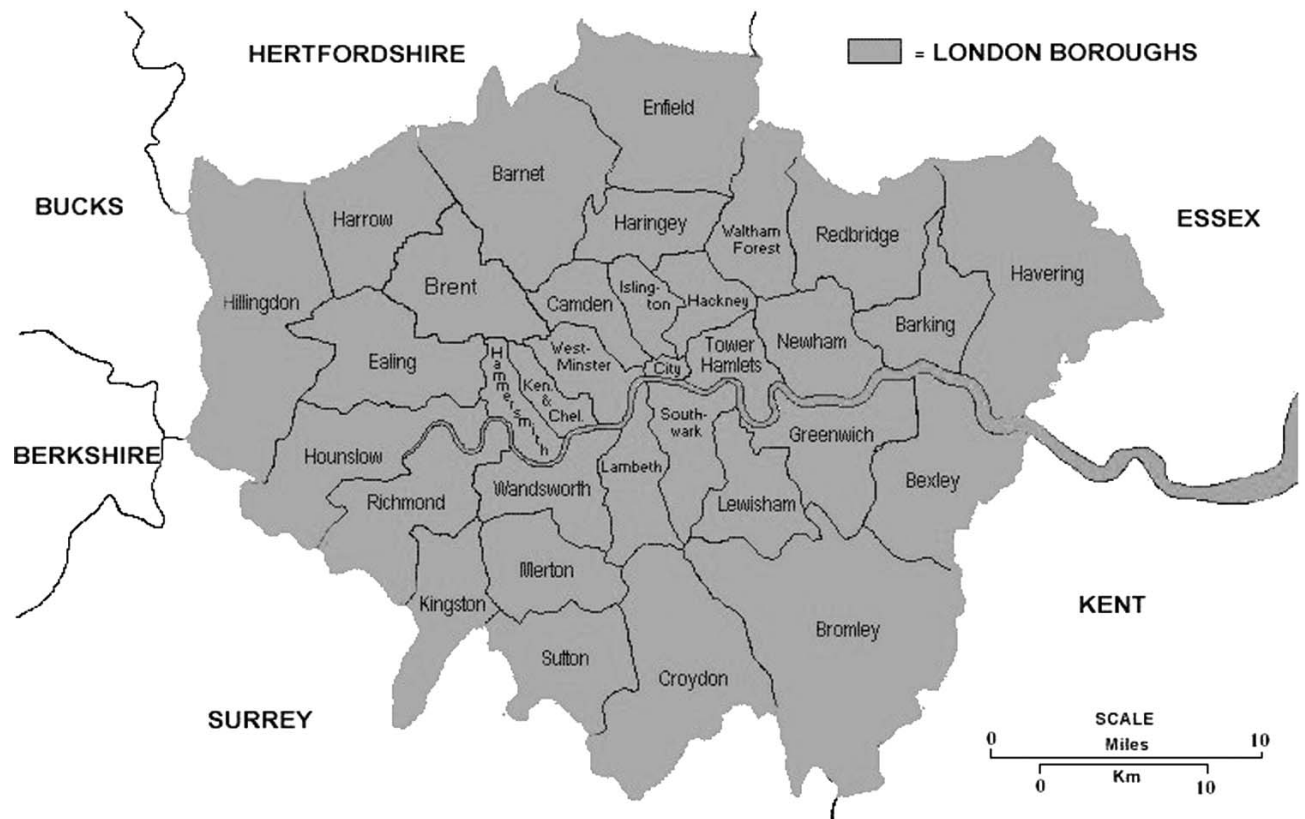 HERTFORDSHIRE
= LONDON BOROUGHS
Enfield
Barnet
BUCKS
Harrow
Haringey
Waltham
Forest
Redbridge
ESSEX
Havering
Hillingdon
Brent
Camden
Isling-
ton
Hackney
Barking
Ealing
Hammersmith
West-
Minster
Ken.
&
Chel.
City
Tower
Hamlets
Newham
BERKSHIRE
Hounslow
South-
wark
Greenwich
Richmond
Wandsworth
Lambeth
Lewisham
Bexley
Merton
Kingston
KENT
Sutton
Croydon
Bromley
SURREY
SCALE
0 Miles 10
Km
0 10